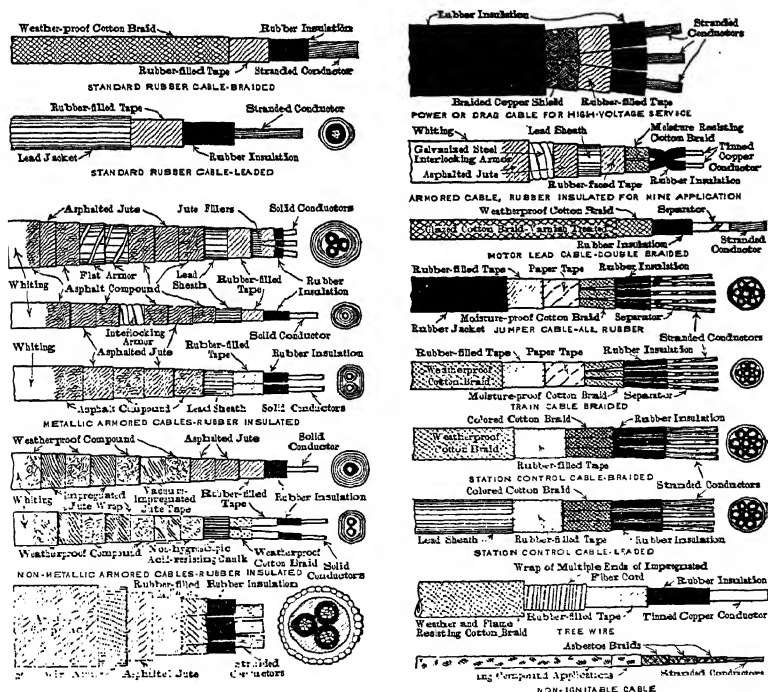 Weather-proof Cotton Braid
Rubber Insulation
Rubber-filled Tape
Stranded Conductor
STANDARD RUBBER CABLE-BRAIDED
Rubber-filled Tape
Stranded Conductor
Lead Jacket
Rubber Insulation
STANDARD RUBBER CABLE-LEADED
Asphalted Jute
Jute Fillers
Solid Conductors
Whiting
Flat Armor
Asphalt Compound
Lead Sheath
Rubber-filled Tape
Rubber Insulation
Interlocking Armor
Solid Conductor
Whiting
Asphalted Jute
Rubber-filled Tape
Rubber Insulation
Asphalt Compound
Lead Sheath
Solid Conductors
METALLIC ARMORED CABLES-RUBBER INSULATED
Weatherproof Compound
Asphalted Jute
Solid Conductor
Whiting
Impregnated Jute Wrap
Vacuum-Impregnated Jute Tape
Rubber-filled Tape
Rubber Insulation
Weatherproof Compound
Non-hygroscopic Acid-resisting Caulk
Weatherproof Cotton Braid
Solid Conductors
NON-METALLIC ARMORED CABLES-RUBBER INSULATED
Rubber-filled
Rubber Insulation
Asphalted Jute
Stranded Conductors
Rubber Insulation
Stranded Conductors
Braided Copper Shield
Rubber-filled Tape
POWER OR DRAG CABLE FOR HIGH-VOLTAGE SERVICE
Whiting
Lead Sheath
Moisture Resisting Cotton Braid
Galvanized Steel Interlocking Armor
Asphalted Jute
Tinned Copper Conductor
Rubber-faced Tape
Rubber Insulation
ARMORED CABLE, RUBBER INSULATED FOR MINE APPLICATION
Weatherproof Cotton Braid
Separator
Glazed Cotton Braid-Varnish Treated
Rubber Insulation
Stranded Conductor
MOTOR LEAD CABLE-DOUBLE BRAIDED
Rubber-filled Tape
Paper Tape
Rubber Insulation
Moisture-proof Cotton Braid
Separator
Rubber Jacket
JUMPER CABLE-ALL RUBBER
Stranded Conductors
Rubber-filled Tape
Paper Tape
Rubber Insulation
Weatherproof Cotton Braid
Moisture-proof Cotton Braid
Separator
TRAIN CABLE BRAIDED
Colored Cotton Braid
Rubber Insulation
Weatherproof Cotton Braid
Rubber-filled Tape
STATION CONTROL CABLE-BRAIDED
Stranded Conductors
Colored Cotton Braid
Lead Sheath
Rubber-filled Tape
Rubber Insulation
STATION CONTROL CABLE-LEADED
Wrap of Multiple Ends of Impregnated Fiber Cord
Rubber Insulation
Weather and Flame Resisting Cotton Braid
Rubber-filled Tape
Tinned Copper Conductor
TREE WIRE
Asbestos Braids
Compound Applications
Stranded Conductors
NON-IGNITABLE CABLE